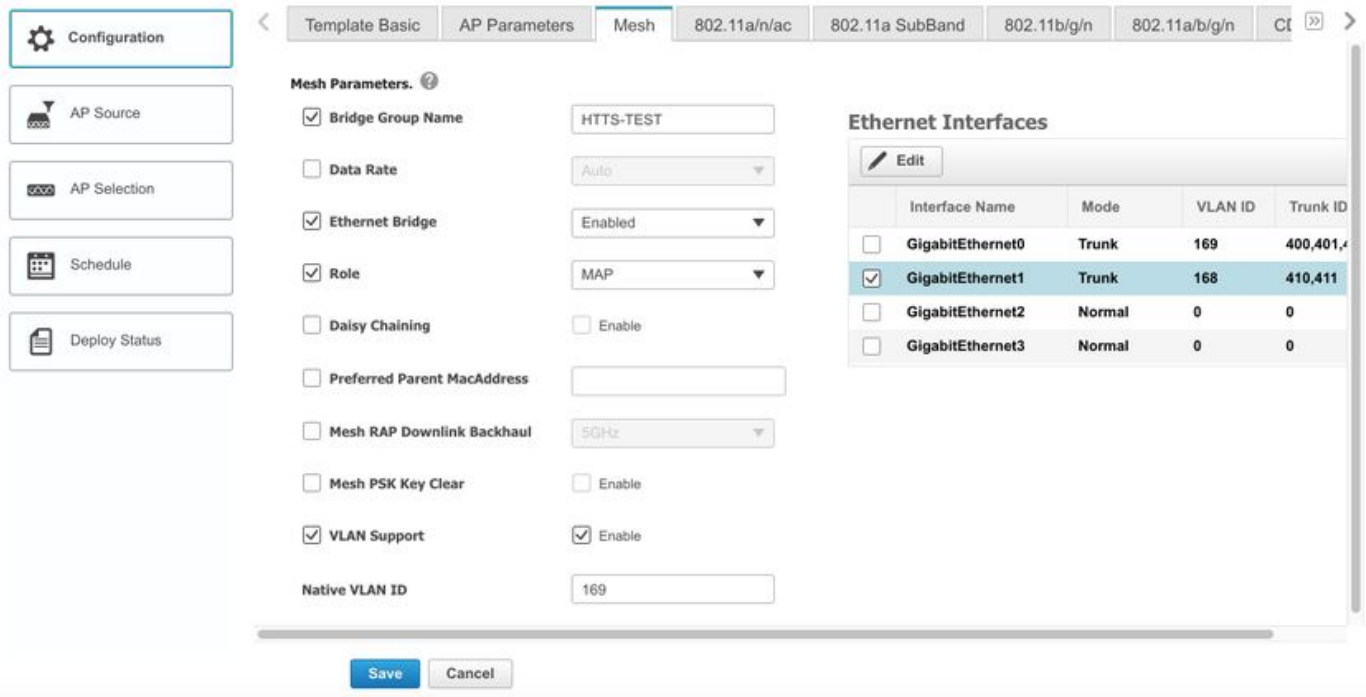 Configuration
AP Source
AP Selection
Schedule
Deploy Status
Template Basic AP Parameters Mesh 802.11a/n/ac 802.11a SubBand 802.11b/g/n 802.11a/b/g/n
Mesh Parameters. ?
Bridge Group Name HTTS-TEST
Data Rate Auto
Ethernet Bridge Enabled
Role MAP
Daisy Chaining Enable
Preferred Parent MacAddress
Mesh RAP Downlink Backhaul 5GHz
Mesh PSK Key Clear Enable
VLAN Support Enable
Native VLAN ID 169
Ethernet Interfaces
Edit
Interface Name Mode VLAN ID Trunk ID
GigabitEthernet0 Trunk 169 400,401,
GigabitEthernet1 Trunk 168 410,411
GigabitEthernet2 Normal 0 0
GigabitEthernet3 Normal 0 0
Save Cancel